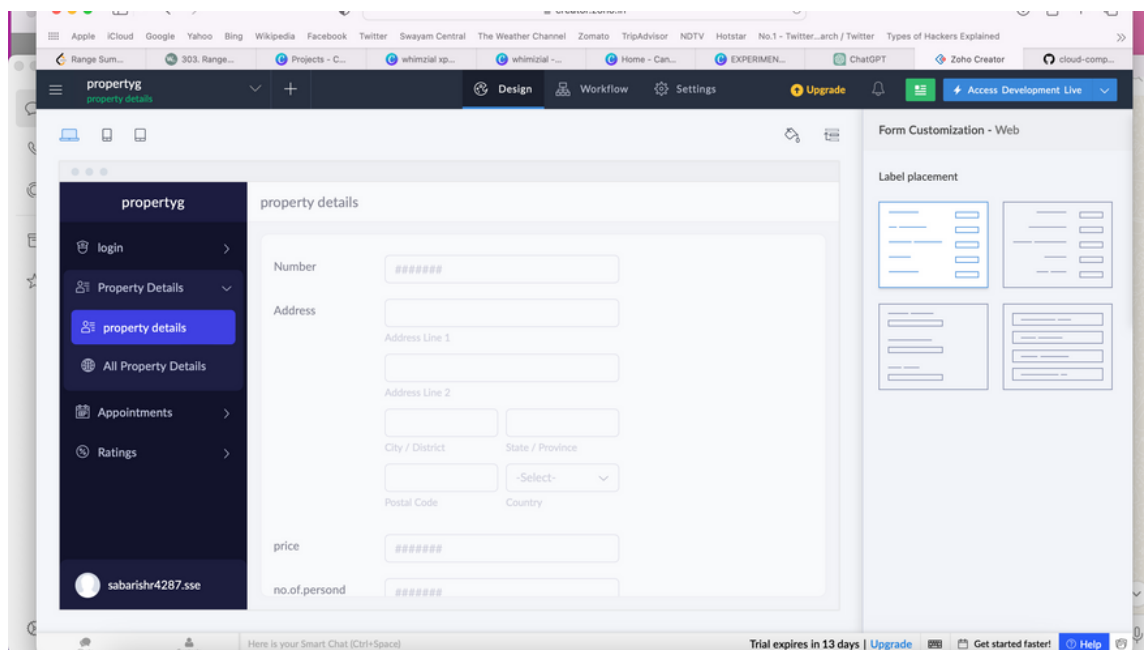 Apple iCloud Google Yahoo Bing Wikipedia Facebook Twitter Swayam Central The Weather Channel Zomato TripAdvisor NDTV Hotstar No.1 - Twitter...arch / Twitter Types of Hackers Explained
Range Sum... 303. Range... Projects - C... whimzial xp... whimizial -... Home - Can... EXPERIMEN... ChatGPT Zoho Creator cloud-comp...
propertyg
property details
Design Workflow Settings Upgrade Access Development Live
Form Customization - Web
Label placement
propertyg
property details
login
Property Details
property details
All Property Details
Appointments
Ratings
sabarishr4287.sse
Number
#######
Address
Address Line 1
Address Line 2
City / District State / Province
-Select-
Postal Code Country
price
#######
no.of.persond
#######
Here is your Smart Chat (Ctrl+Space)
Trial expires in 13 days | Upgrade Get started faster! Help